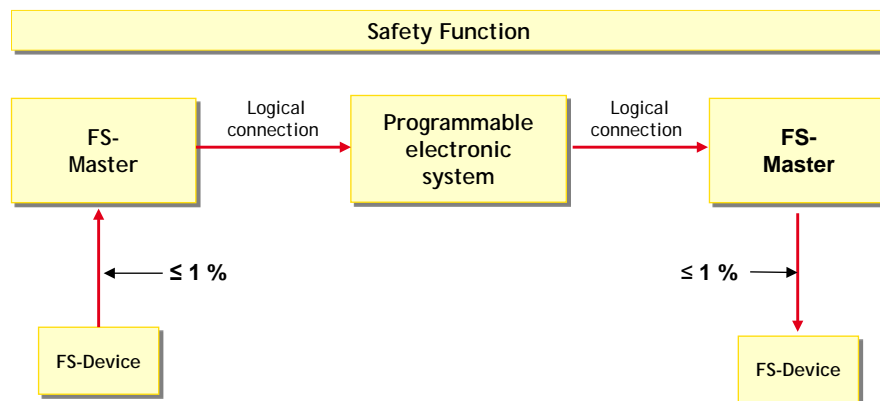 Safety Function
FS-
Master
Logical
connection
Programmable
electronic
system
Logical
connection
FS-
Master
≤ 1 %
≤ 1 %
FS-Device
FS-Device